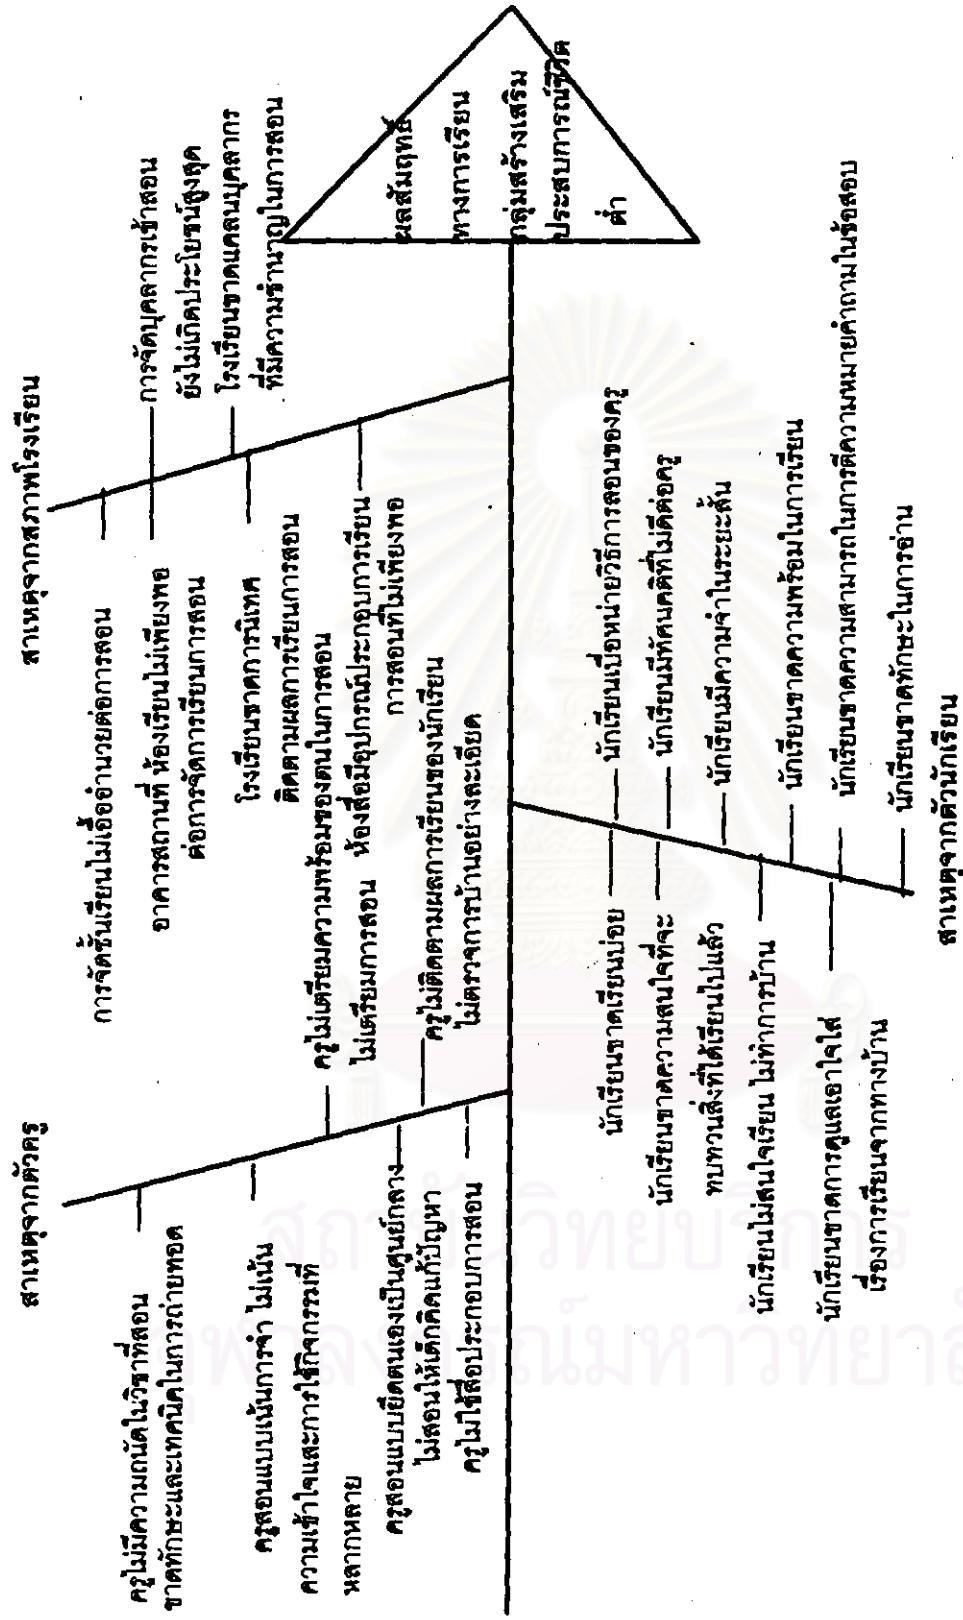 สาเหตุจากตัวครู
ครูไม่มีความถนัดในวิชาที่สอน
ขาดทักษะและเทคนิคในการถ่ายทอด
ครูสอนแบบเน้นการจำ ไม่เน้น
ความเข้าใจและการใช้กิจกรรมที่
หลากหลาย
ครูสอนแบบยึดตนเองเป็นศูนย์กลาง
ไม่สอนให้เด็กคิดแก้ปัญหา
ครูไม่ใช้สื่อประกอบการสอน
ครูไม่เตรียมความพร้อมของตนในการสอน
ไม่เตรียมการสอน
ครูไม่ติดตามผลการเรียนของนักเรียน
ไม่ตรวจการบ้านอย่างละเอียด
สาเหตุจากสภาพโรงเรียน
การจัดชั้นเรียนไม่เอื้ออำนวยต่อการสอน
อาคารสถานที่ ห้องเรียนไม่เพียงพอ
ต่อการจัดการเรียนการสอน
โรงเรียนขาดการนิเทศ
ติดตามผลการเรียนการสอน
ห้องสื่อมีอุปกรณ์ประกอบการเรียน
การสอนที่ไม่เพียงพอ
การจัดบุคลากรเข้าสอน
ยังไม่เกิดประโยชน์สูงสุด
โรงเรียนขาดแคลนบุคลากร
ที่มีความชำนาญในการสอน
ผลสัมฤทธิ์
ทางการเรียน
กลุ่มสร้างเสริม
ประสบการณ์ชีวิต
ต่ำ
นักเรียนขาดเรียนบ่อย
นักเรียนขาดความสนใจที่จะ
ทบทวนสิ่งที่ได้เรียนไปแล้ว
นักเรียนไม่สนใจเรียน ไม่ทำการบ้าน
นักเรียนขาดการดูแลเอาใจใส่
เรื่องการเรียนจากทางบ้าน
นักเรียนเบื่อหน่ายวิธีการสอนของครู
นักเรียนมีทัศนคติที่ไม่ดีต่อครู
นักเรียนมีความจำในระยะสั้น
นักเรียนขาดความพร้อมในการเรียน
นักเรียนขาดความสามารถในการตีความหมายคำถามในข้อสอบ
นักเรียนขาดทักษะในการอ่าน
สาเหตุจากตัวนักเรียน
สถาบันวิทยบริการ
จุฬาลงกรณ์มหาวิทยาลั